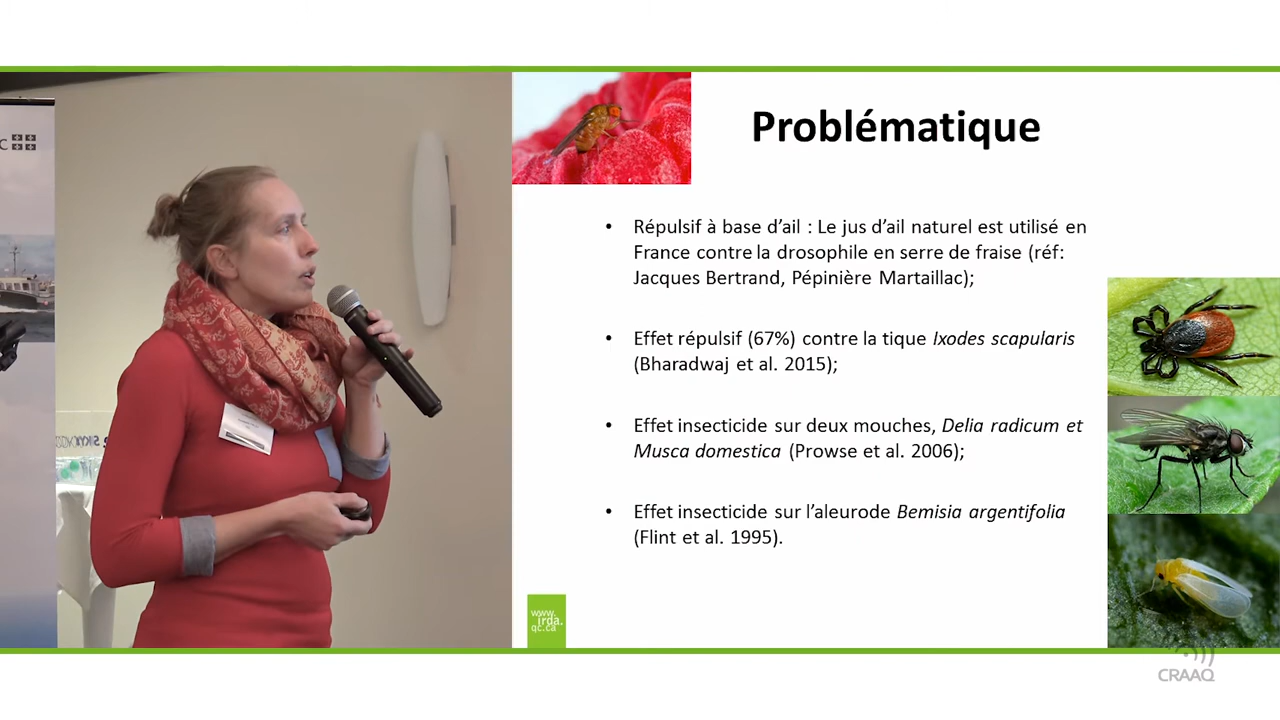 Problématique
• Répulsif à base d'ail : Le jus d'ail naturel est utilisé en
France contre la drosophile en serre de fraise (réf:
Jacques Bertrand, Pépinière Martaillac);
• Effet répulsif (67%) contre la tique Ixodes scapularis
(Bharadwaj et al. 2015);
• Effet insecticide sur deux mouches, Delia radicum et
Musca domestica (Prowse et al. 2006);
• Effet insecticide sur l'aleurode Bemisia argentifolia
(Flint et al. 1995).
www.
irda.
qc.ca
CRAAQ